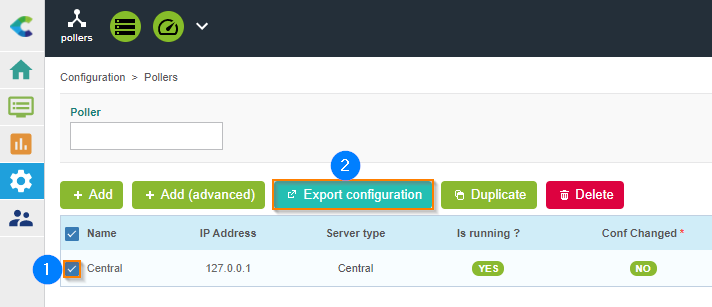 pollers
Configuration > Pollers
Poller
2
+ Add + Add (advanced) Export configuration Duplicate Delete
Name IP Address Server type Is running ? Conf Changed *
1 Central 127.0.0.1 Central YES NO